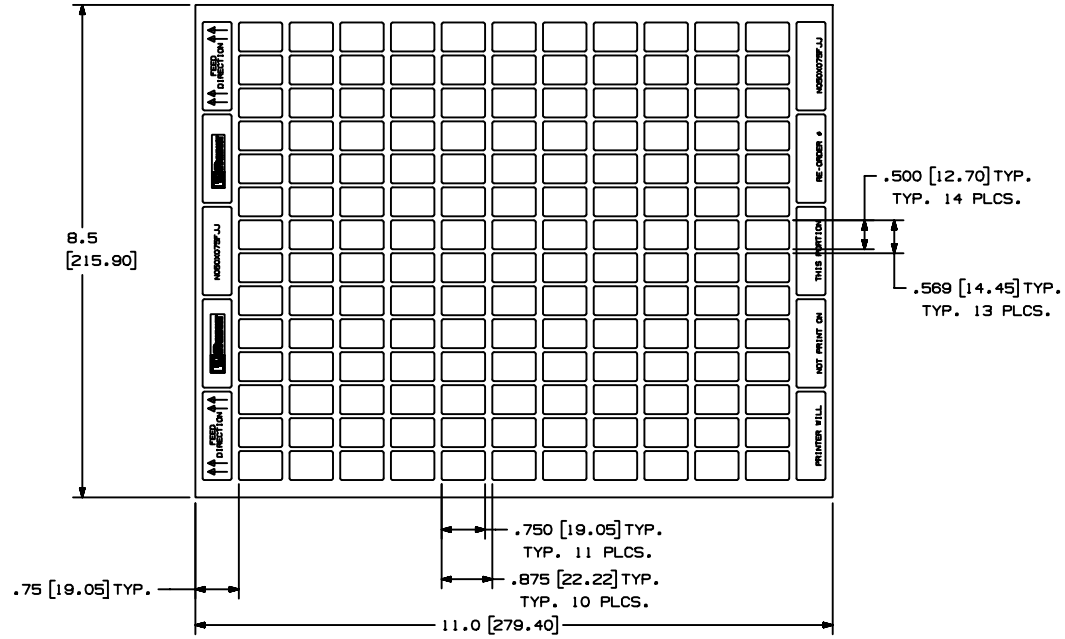 FEED
DIRECTION
N050X075FJJ
FEED
DIRECTION
N050X075FJJ
RE-ORDER #
THIS PORTION
NOT PRINT ON
PRINTER WILL
8.5
[215.90]
.500 [12.70] TYP.
TYP. 14 PLCS.
.569 [14.45] TYP.
TYP. 13 PLCS.
.750 [19.05] TYP.
TYP. 11 PLCS.
.875 [22.22] TYP.
TYP. 10 PLCS.
.75 [19.05] TYP.
11.0 [279.40]